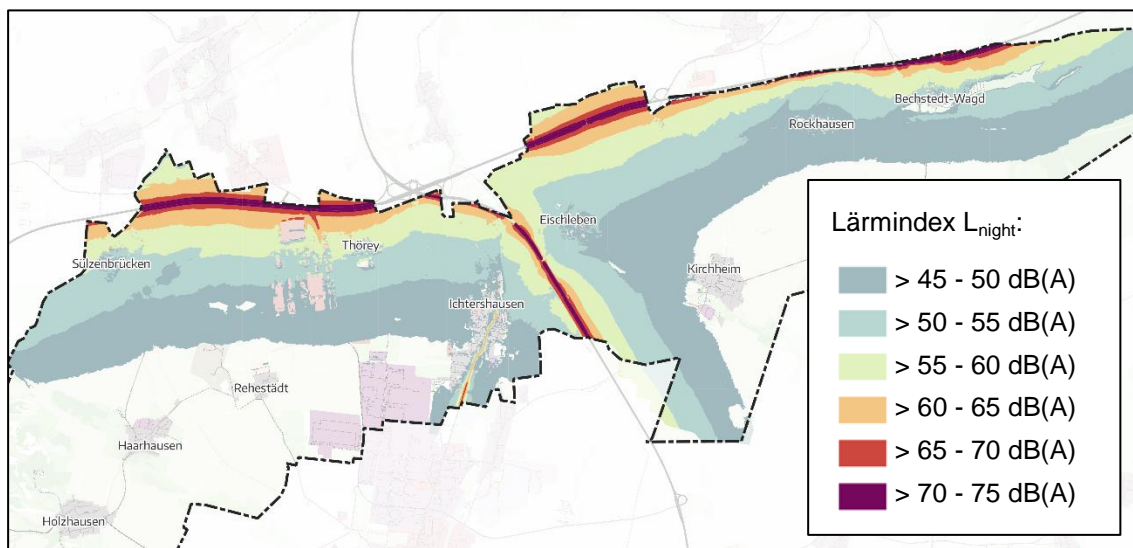 Bechstedt-Wagd
Rockhausen
Eischleben
Thörey
Sülzenbrücken
Kirchheim
Ichtershausen
Rehestädt
Haarhausen
Holzhausen
Lärmindex Lnight:
> 45 - 50 dB(A)
> 50 - 55 dB(A)
> 55 - 60 dB(A)
> 60 - 65 dB(A)
> 65 - 70 dB(A)
> 70 - 75 dB(A)